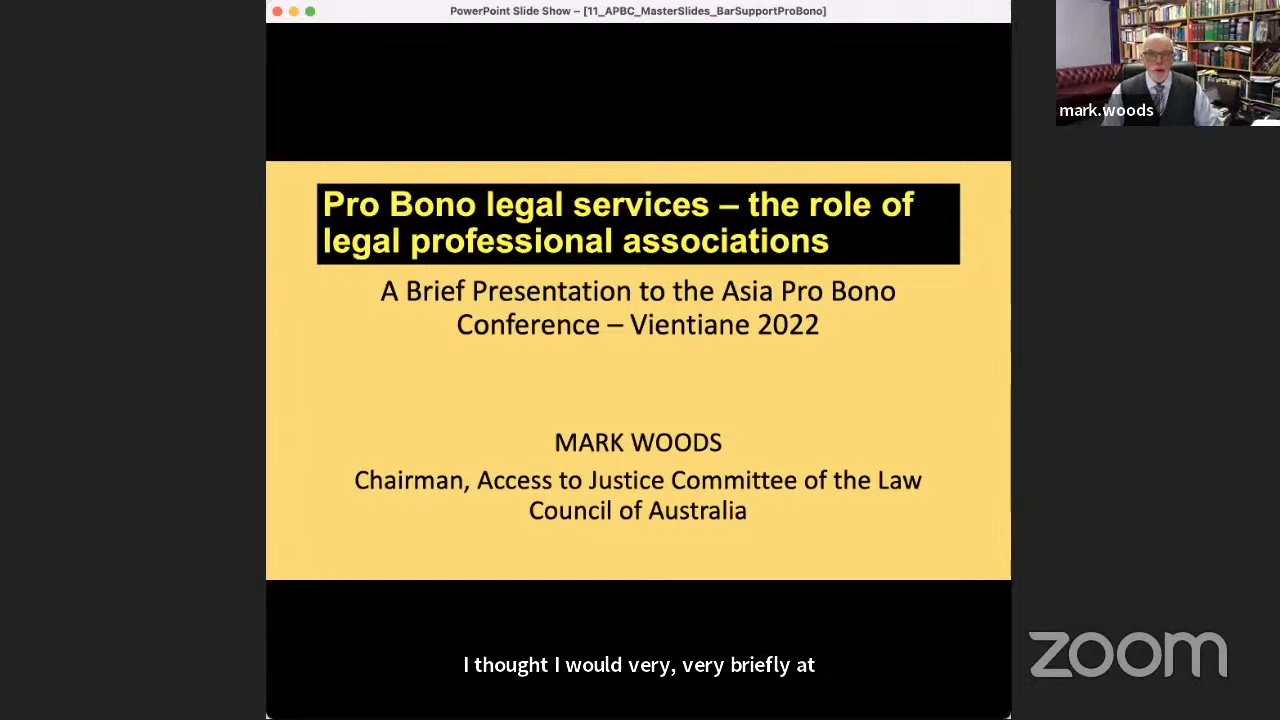 PowerPoint Slide Show – [11_APBC_MasterSlides_BarSupportProBono]
mark.woods
Pro Bono legal services – the role of
legal professional associations
A Brief Presentation to the Asia Pro Bono
Conference – Vientiane 2022
MARK WOODS
Chairman, Access to Justice Committee of the Law
Council of Australia
I thought I would very, very briefly at
zoom